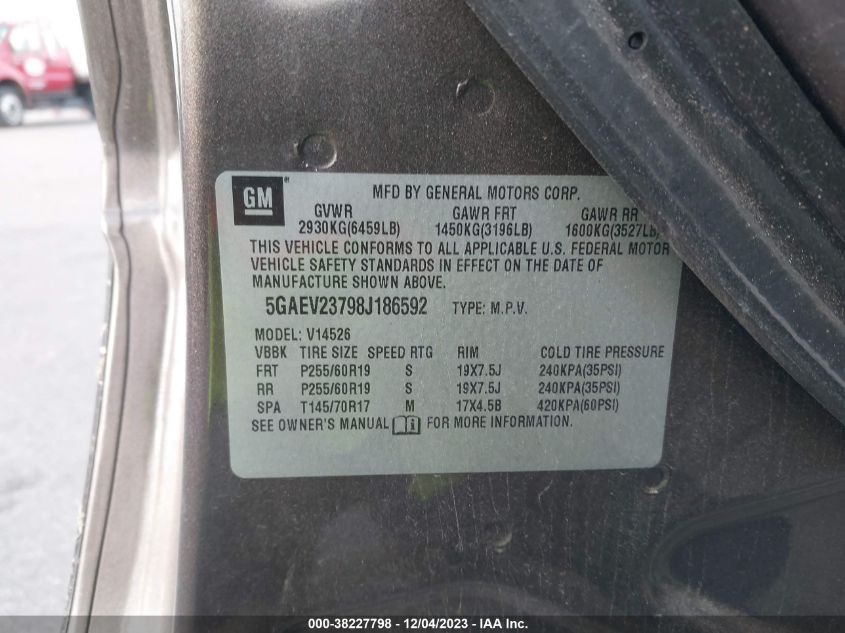 GM
MFD BY GENERAL MOTORS CORP.
GVWR GAWR FRT GAWR RR
2930KG(6459LB) 1450KG(3196LB) 1600KG(3527LB)
THIS VEHICLE CONFORMS TO ALL APPLICABLE U.S. FEDERAL MOTOR
VEHICLE SAFETY STANDARDS IN EFFECT ON THE DATE OF
MANUFACTURE SHOWN ABOVE.
5GAEV23798J186592 TYPE: M.P.V.
MODEL: V14526
VBBK TIRE SIZE SPEED RTG RIM COLD TIRE PRESSURE
FRT P255/60R19 S 19X7.5J 240KPA(35PSI)
RR P255/60R19 S 19X7.5J 240KPA(35PSI)
SPA T145/70R17 M 17X4.5B 420KPA(60PSI)
SEE OWNER'S MANUAL FOR MORE INFORMATION.
000-38227798 - 12/04/2023 - IAA Inc.